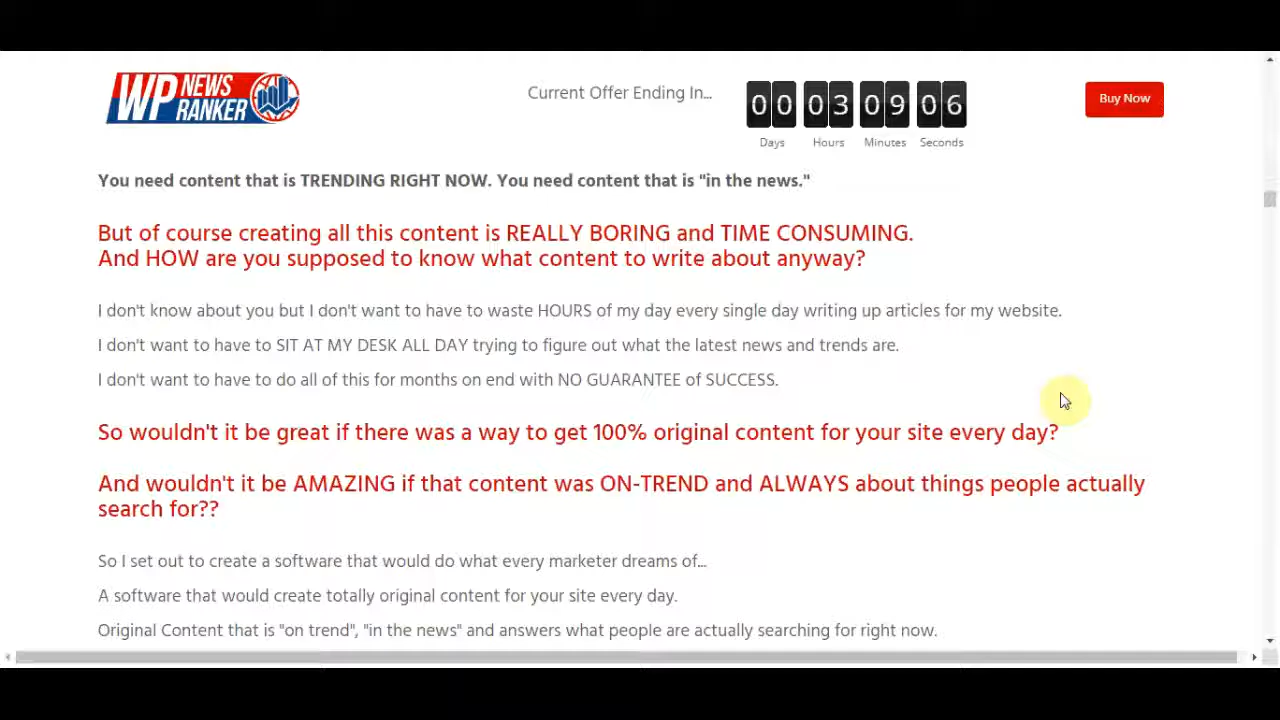 WP NEWS RANKER
Current Offer Ending In...
00 03 09 06
Days Hours Minutes Seconds
Buy Now
You need content that is TRENDING RIGHT NOW. You need content that is "in the news."
But of course creating all this content is REALLY BORING and TIME CONSUMING.
And HOW are you supposed to know what content to write about anyway?
I don't know about you but I don't want to have to waste HOURS of my day every single day writing up articles for my website.
I don't want to have to SIT AT MY DESK ALL DAY trying to figure out what the latest news and trends are.
I don't want to have to do all of this for months on end with NO GUARANTEE of SUCCESS.
So wouldn't it be great if there was a way to get 100% original content for your site every day?
And wouldn't it be AMAZING if that content was ON-TREND and ALWAYS about things people actually
search for??
So I set out to create a software that would do what every marketer dreams of...
A software that would create totally original content for your site every day.
Original Content that is "on trend", "in the news" and answers what people are actually searching for right now.